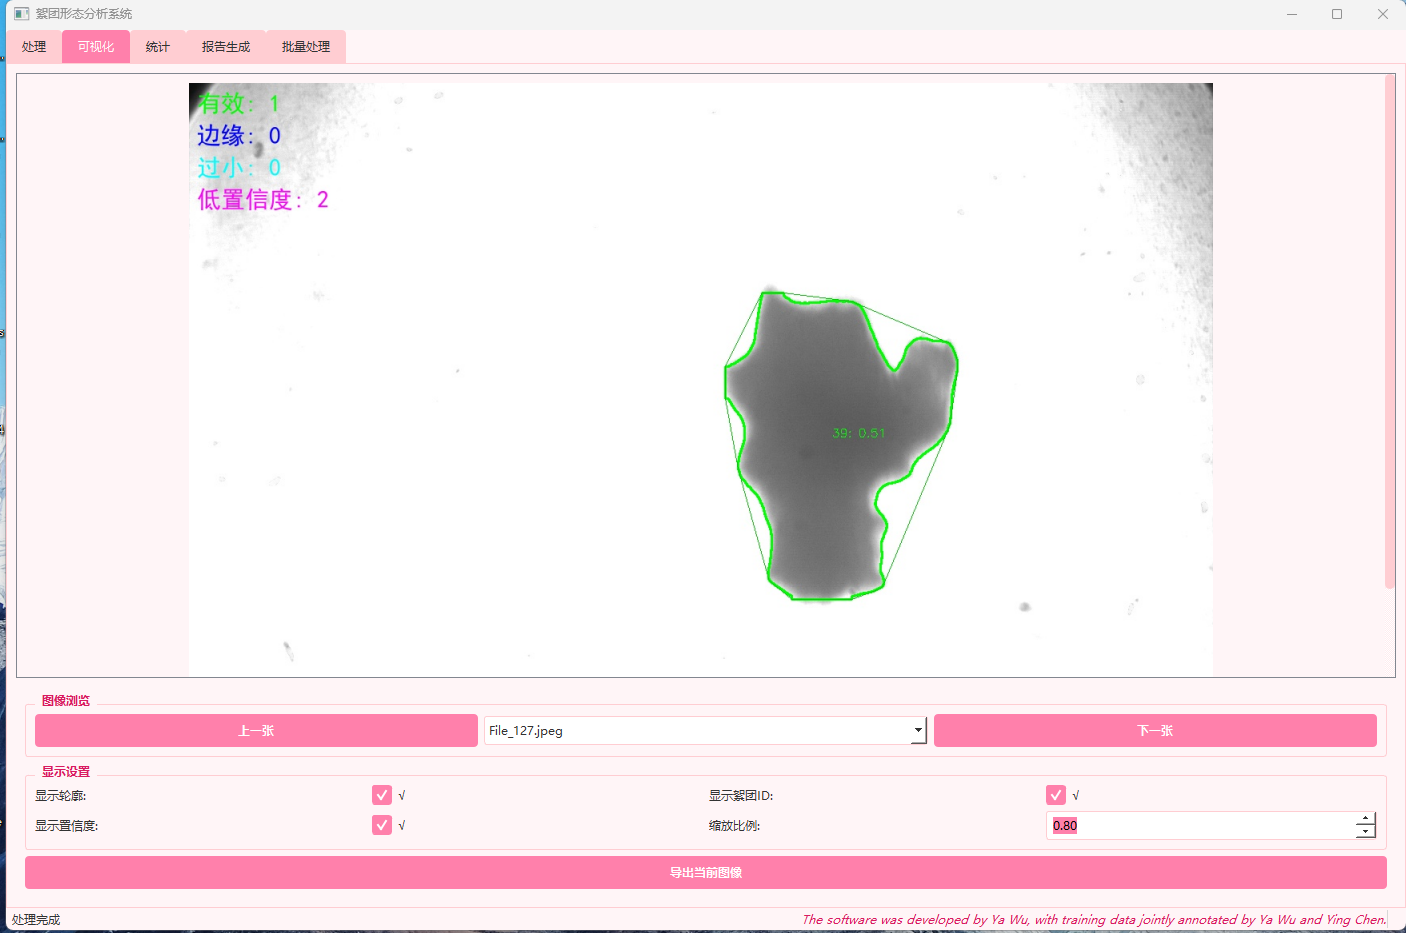 絮团形态分析系统
处理
可视化
统计
报告生成
批量处理
有效: 1
边缘: 0
过小: 0
低置信度: 2
39: 0.51
图像浏览
上一张
File_127.jpeg
下一张
显示设置
显示轮廓:
√
显示絮团ID:
√
显示置信度:
√
缩放比例:
0.80
导出当前图像
处理完成
The software was developed by Ya Wu, with training data jointly annotated by Ya Wu and Ying Chen.